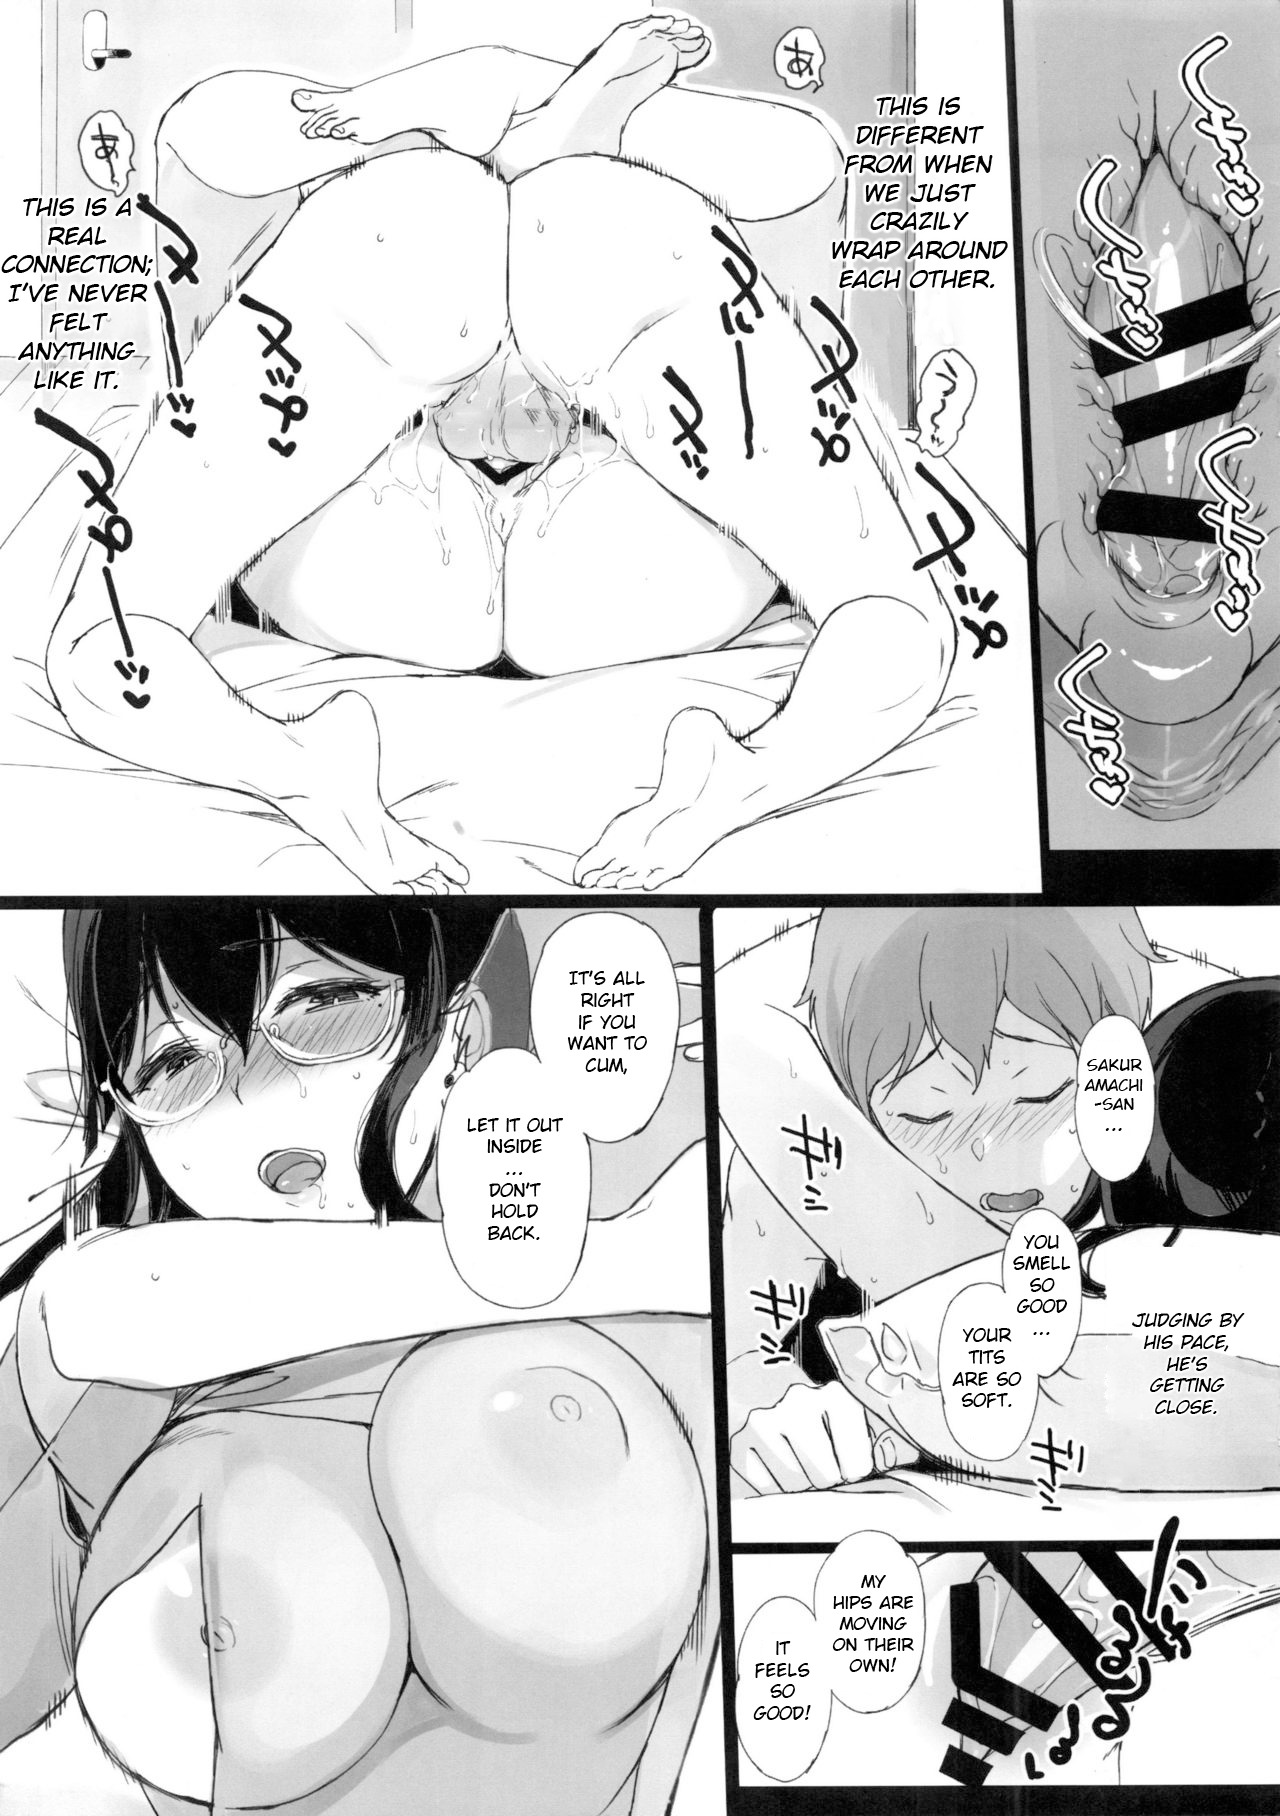 THIS IS
DIFFERENT
FROM WHEN
WE JUST
CRAZILY
WRAP AROUND
EACH OTHER.
あ
あ
THIS IS A
REAL
CONNECTION;
I'VE NEVER
FELT
ANYTHING
LIKE IT.
SAKUR
AMACHI
-SAN
...
YOU
SMELL
SO
GOOD
...
YOUR
TITS
ARE SO
SOFT.
JUDGING BY
HIS PACE,
HE'S
GETTING
CLOSE.
MY
HIPS ARE
MOVING
ON THEIR
OWN!
IT
FEELS
SO
GOOD!
IT'S ALL
RIGHT
IF YOU
WANT TO
CUM,
LET IT OUT
INSIDE
...
DON'T
HOLD
BACK.